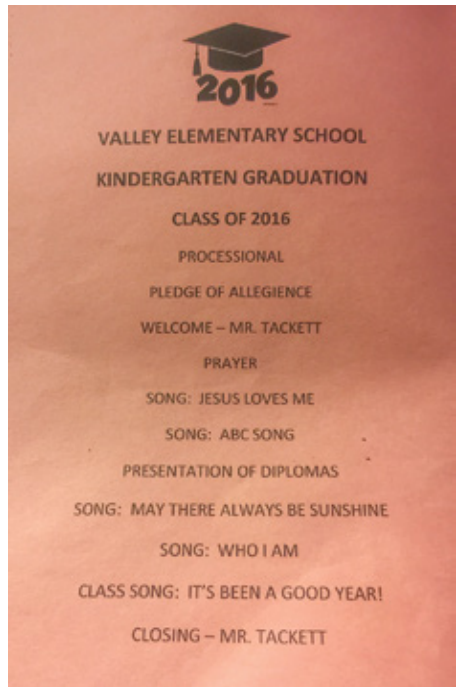 2016
VALLEY ELEMENTARY SCHOOL
KINDERGARTEN GRADUATION
CLASS OF 2016
PROCESSIONAL
PLEDGE OF ALLEGIENCE
WELCOME – MR. TACKETT
PRAYER
SONG: JESUS LOVES ME
SONG: ABC SONG
PRESENTATION OF DIPLOMAS
SONG: MAY THERE ALWAYS BE SUNSHINE
SONG: WHO I AM
CLASS SONG: IT'S BEEN A GOOD YEAR!
CLOSING – MR. TACKETT